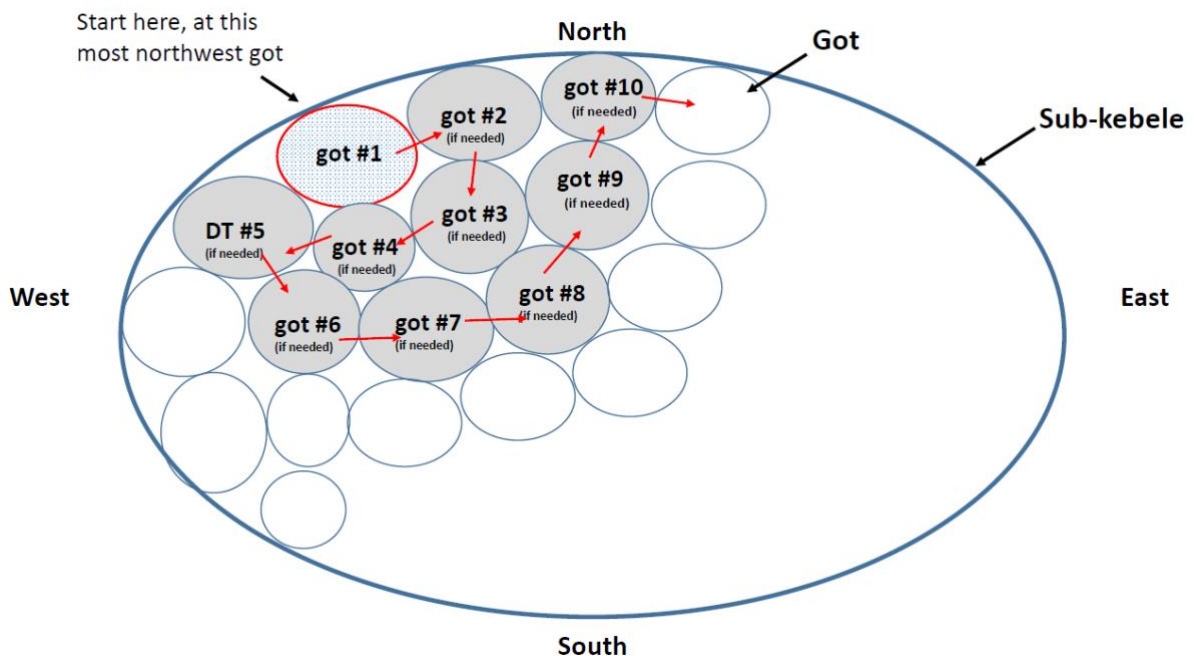 Start here, at this
most northwest got
North
Got
Sub-kebele
got #1
got #2
(if needed)
got #10
(if needed)
got #3
(if needed)
got #9
(if needed)
DT #5
(if needed)
got #4
(if needed)
West
East
got #6
(if needed)
got #7
(if needed)
got #8
(if needed)
South